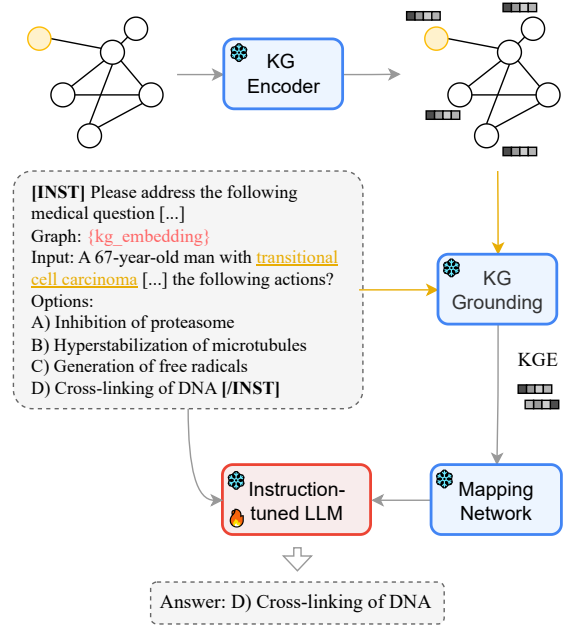 KG
Encoder
[INST] Please address the following
medical question [...]
Graph: {kg_embedding}
Input: A 67-year-old man with transitional
cell carcinoma [...] the following actions?
Options:
A) Inhibition of proteasome
B) Hyperstabilization of microtubules
C) Generation of free radicals
D) Cross-linking of DNA [/INST]
KG
Grounding
KGE
Instruction-
tuned LLM
Mapping
Network
Answer: D) Cross-linking of DNA